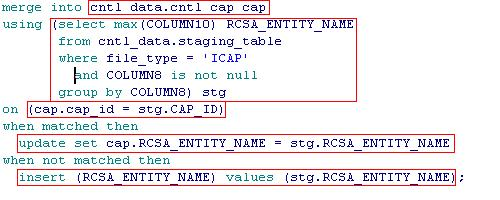 merge into cntl_data.cntl_cap cap
using (select max(COLUMN10) RCSA_ENTITY_NAME
from cntl_data.staging_table
where file_type = 'ICAP'
and COLUMN8 is not null
group by COLUMN8) stg
on (cap.cap_id = stg.CAP_ID)
when matched then
update set cap.RCSA_ENTITY_NAME = stg.RCSA_ENTITY_NAME
when not matched then
insert (RCSA_ENTITY_NAME) values (stg.RCSA_ENTITY_NAME);